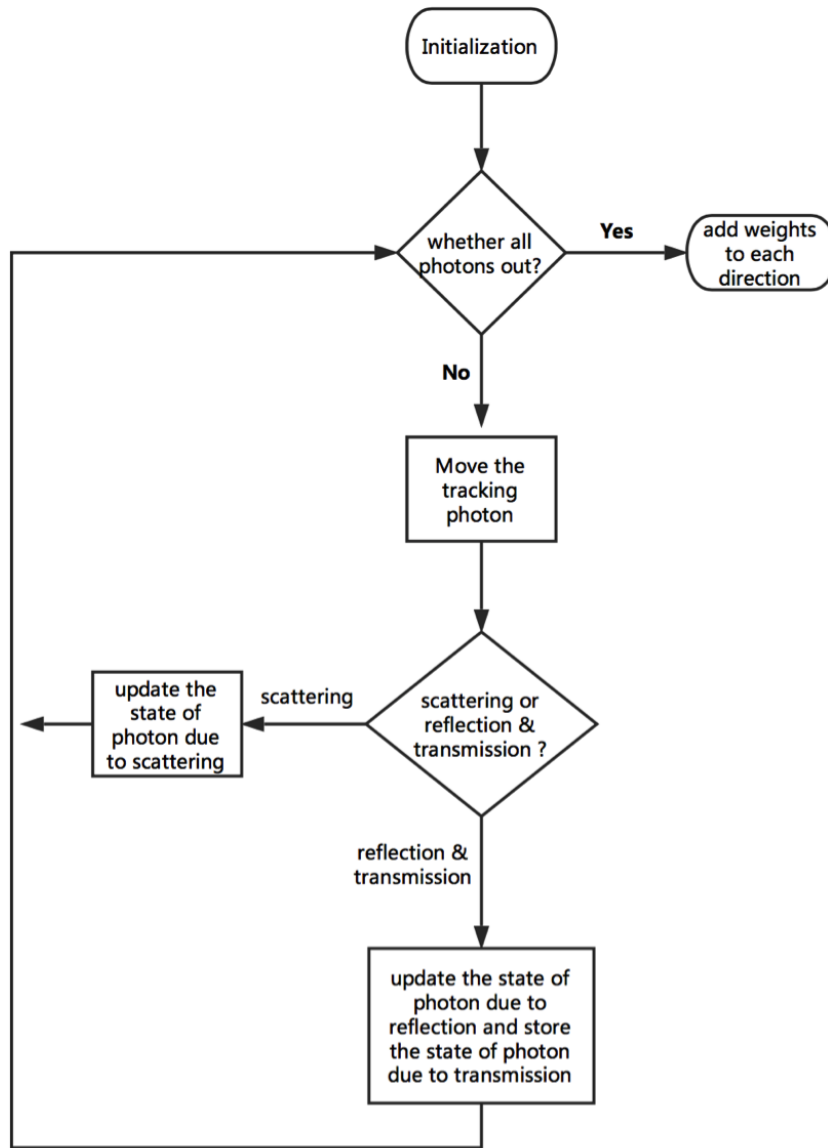 Initialization
whether all
photons out?
Yes
add weights
to each
direction
No
Move the
tracking
photon
update the
state of
photon due
to scattering
scattering
scattering or
reflection &
transmission ?
reflection &
transmission
update the state of
photon due to
reflection and store
the state of photon
due to transmission